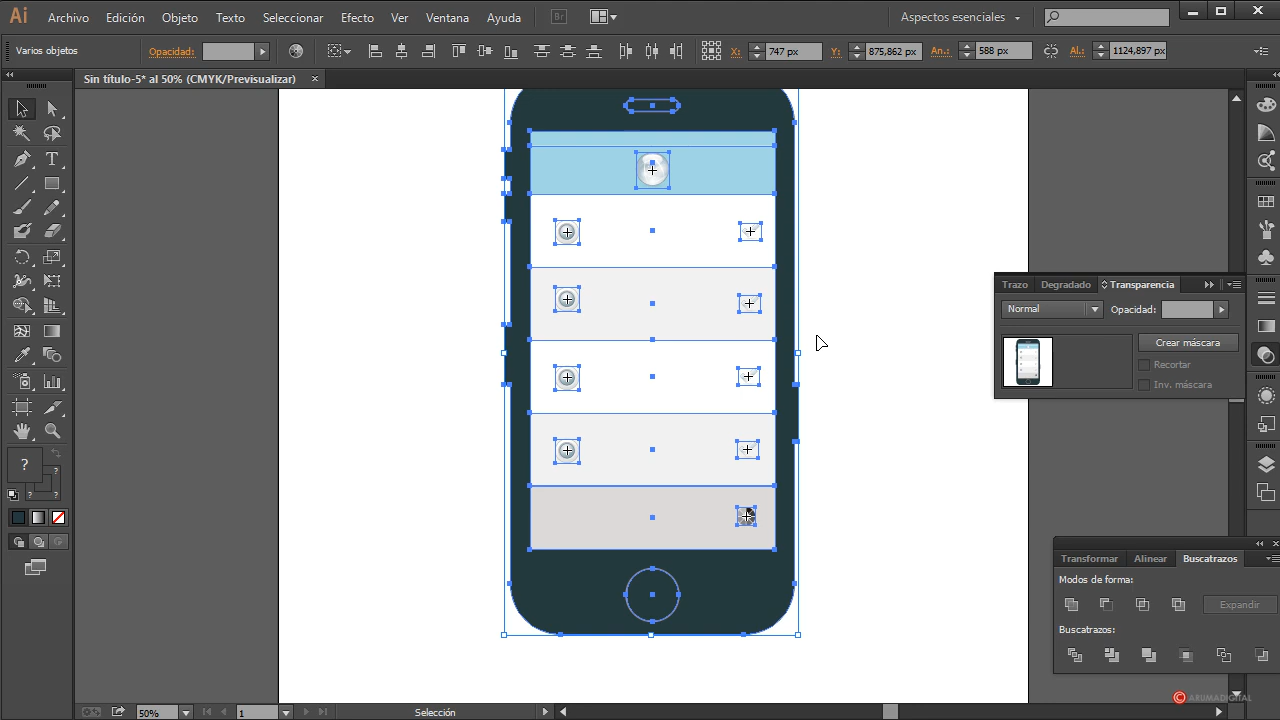 Ai Archivo Edición Objeto Texto Seleccionar Efecto Ver Ventana Ayuda Br Aspectos esenciales
Varios objetos Opacidad: X: 747 px Y: 875,862 px An.: 588 px Al.: 1124,897 px
Sin título-5* al 50% (CMYK/Previsualizar) ×
T
Trazo Degradado Transparencia
Normal Opacidad:
Crear máscara
Recortar
Inv. máscara
?
?
? ?
Transformar Alinear Buscatrazos
Modos de forma:
Expandir
Buscatrazos:
© ARUMADIGITAL
50% 1 Selección